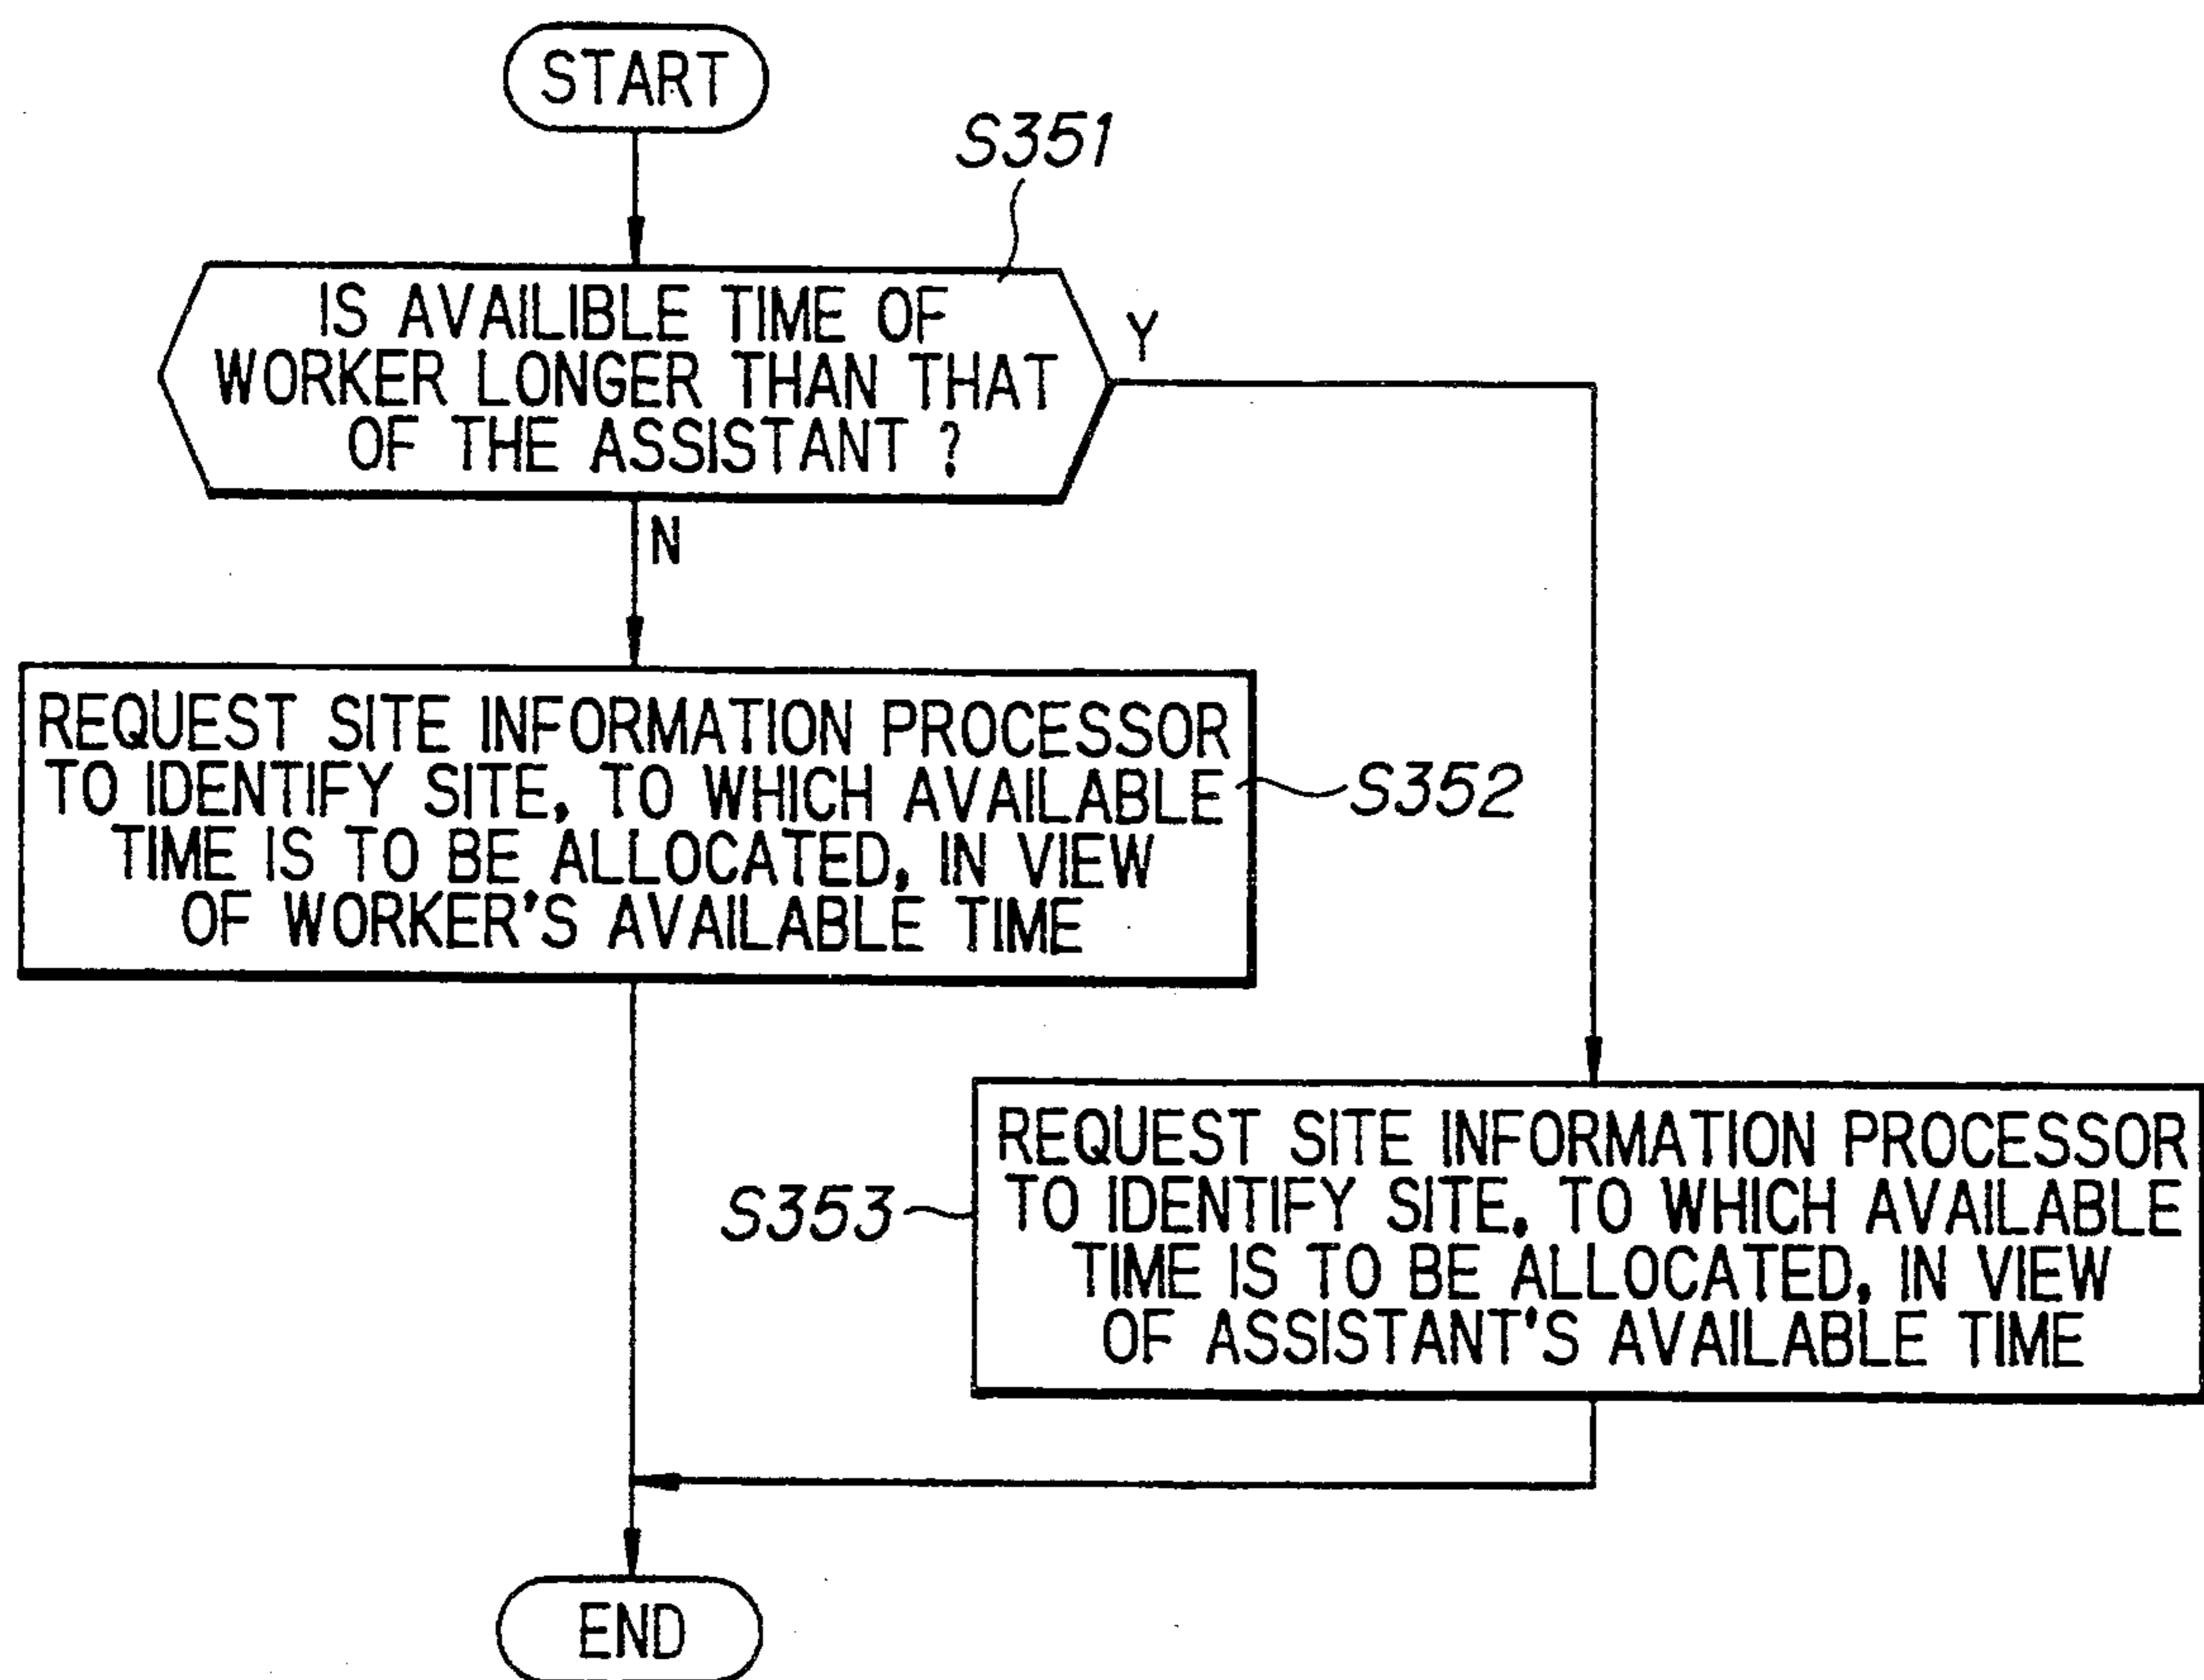 START
S351
IS AVAILIBLE TIME OF
WORKER LONGER THAN THAT
OF THE ASSISTANT ?
Y
N
REQUEST SITE INFORMATION PROCESSOR
TO IDENTIFY SITE, TO WHICH AVAILABLE
TIME IS TO BE ALLOCATED, IN VIEW
OF WORKER'S AVAILABLE TIME
S352
S353
REQUEST SITE INFORMATION PROCESSOR
TO IDENTIFY SITE, TO WHICH AVAILABLE
TIME IS TO BE ALLOCATED, IN VIEW
OF ASSISTANT'S AVAILABLE TIME
END